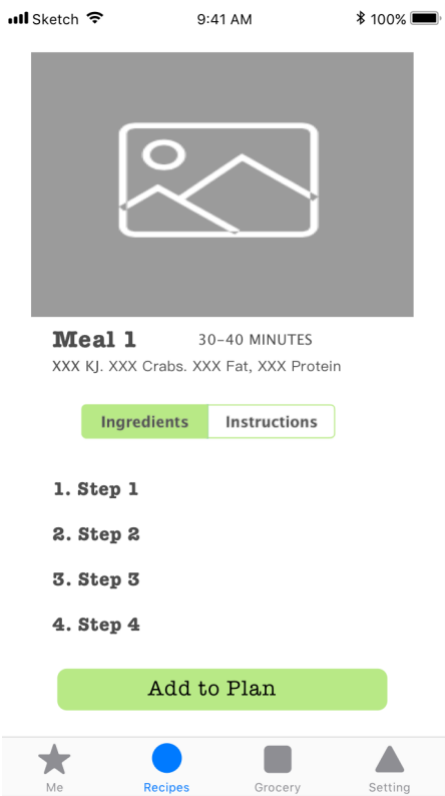 Sketch 9:41 AM 100%
Meal 1 30-40 MINUTES
XXX KJ. XXX Crabs. XXX Fat, XXX Protein
Ingredients Instructions
1. Step 1
2. Step 2
3. Step 3
4. Step 4
Add to Plan
Me Recipes Grocery Setting